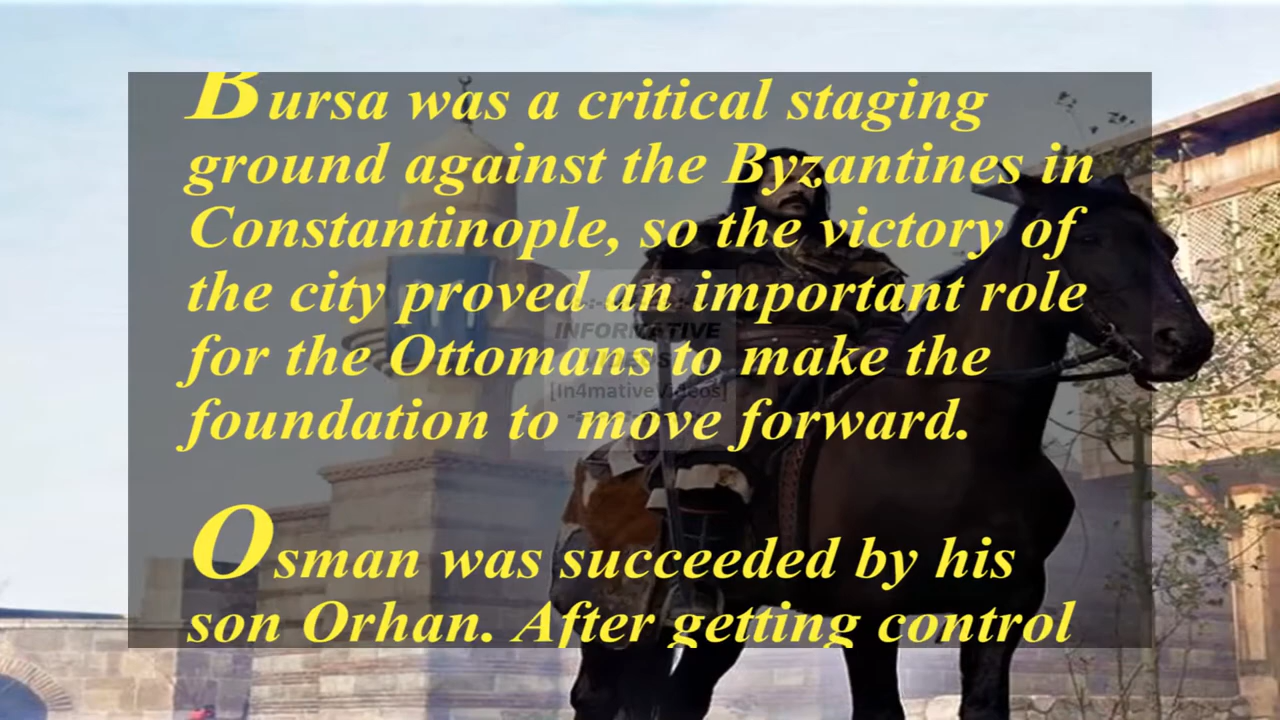 Bursa was a critical staging
ground against the Byzantines in
Constantinople, so the victory of
the city proved an important role
for the Ottomans to make the
foundation to move forward.
Osman was succeeded by his
son Orhan. After getting control
INFORMATIVE
[In4mativeVideos]